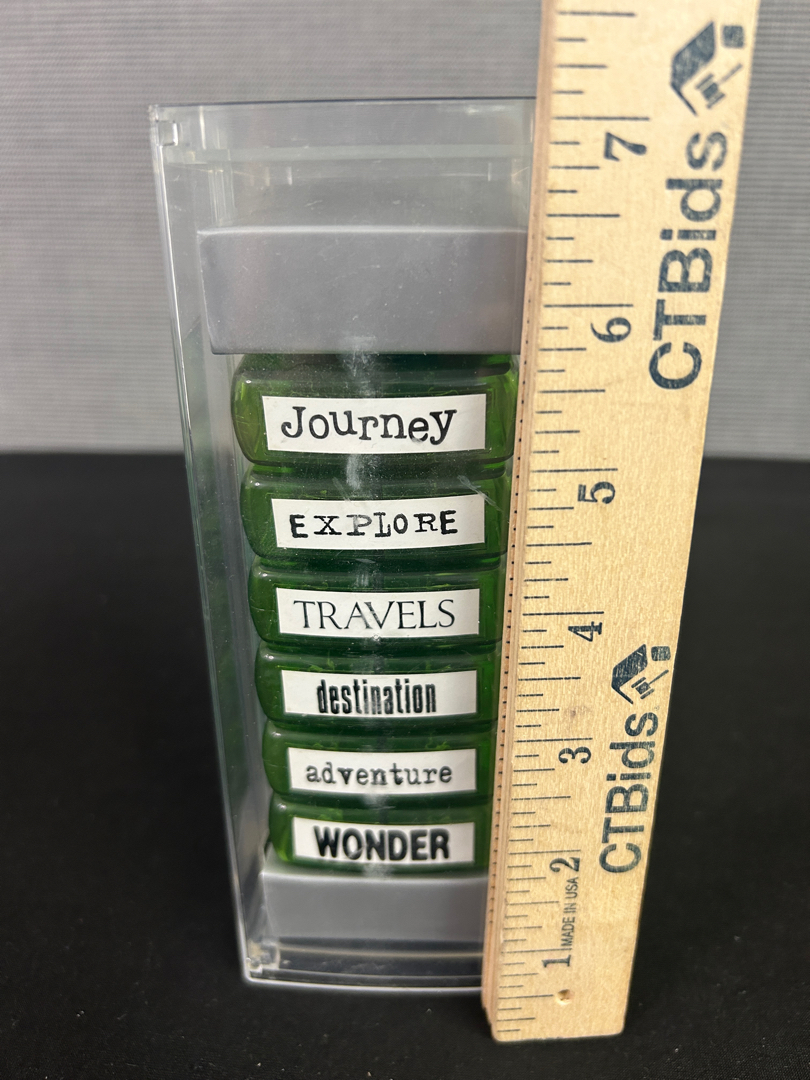 Journey
EXPLORE
TRAVELS
destination
adventure
WONDER
CTBids
7
6
5
4
3
2
1
CTBids
MADE IN USA